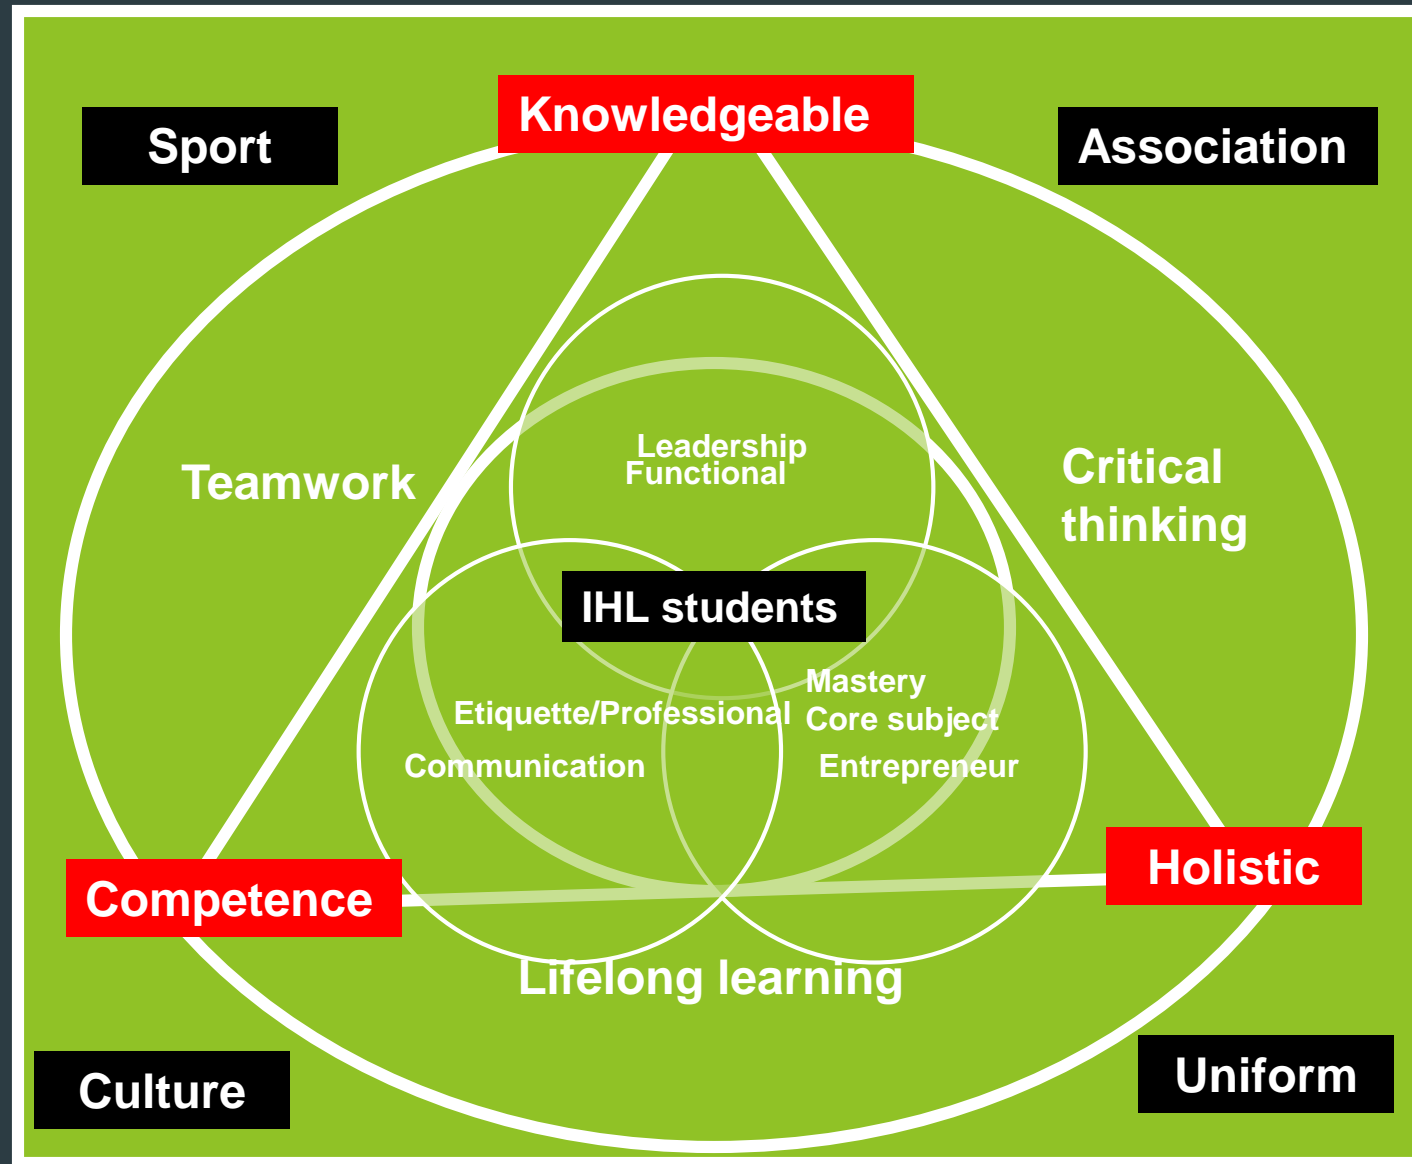 Knowledgeable
Sport
Association
Leadership
Functional
Teamwork
Critical
thinking
IHL students
Mastery
Etiquette/Professional
Core subject
Communication
Entrepreneur
Holistic
Competence
Lifelong learning
Uniform
Culture